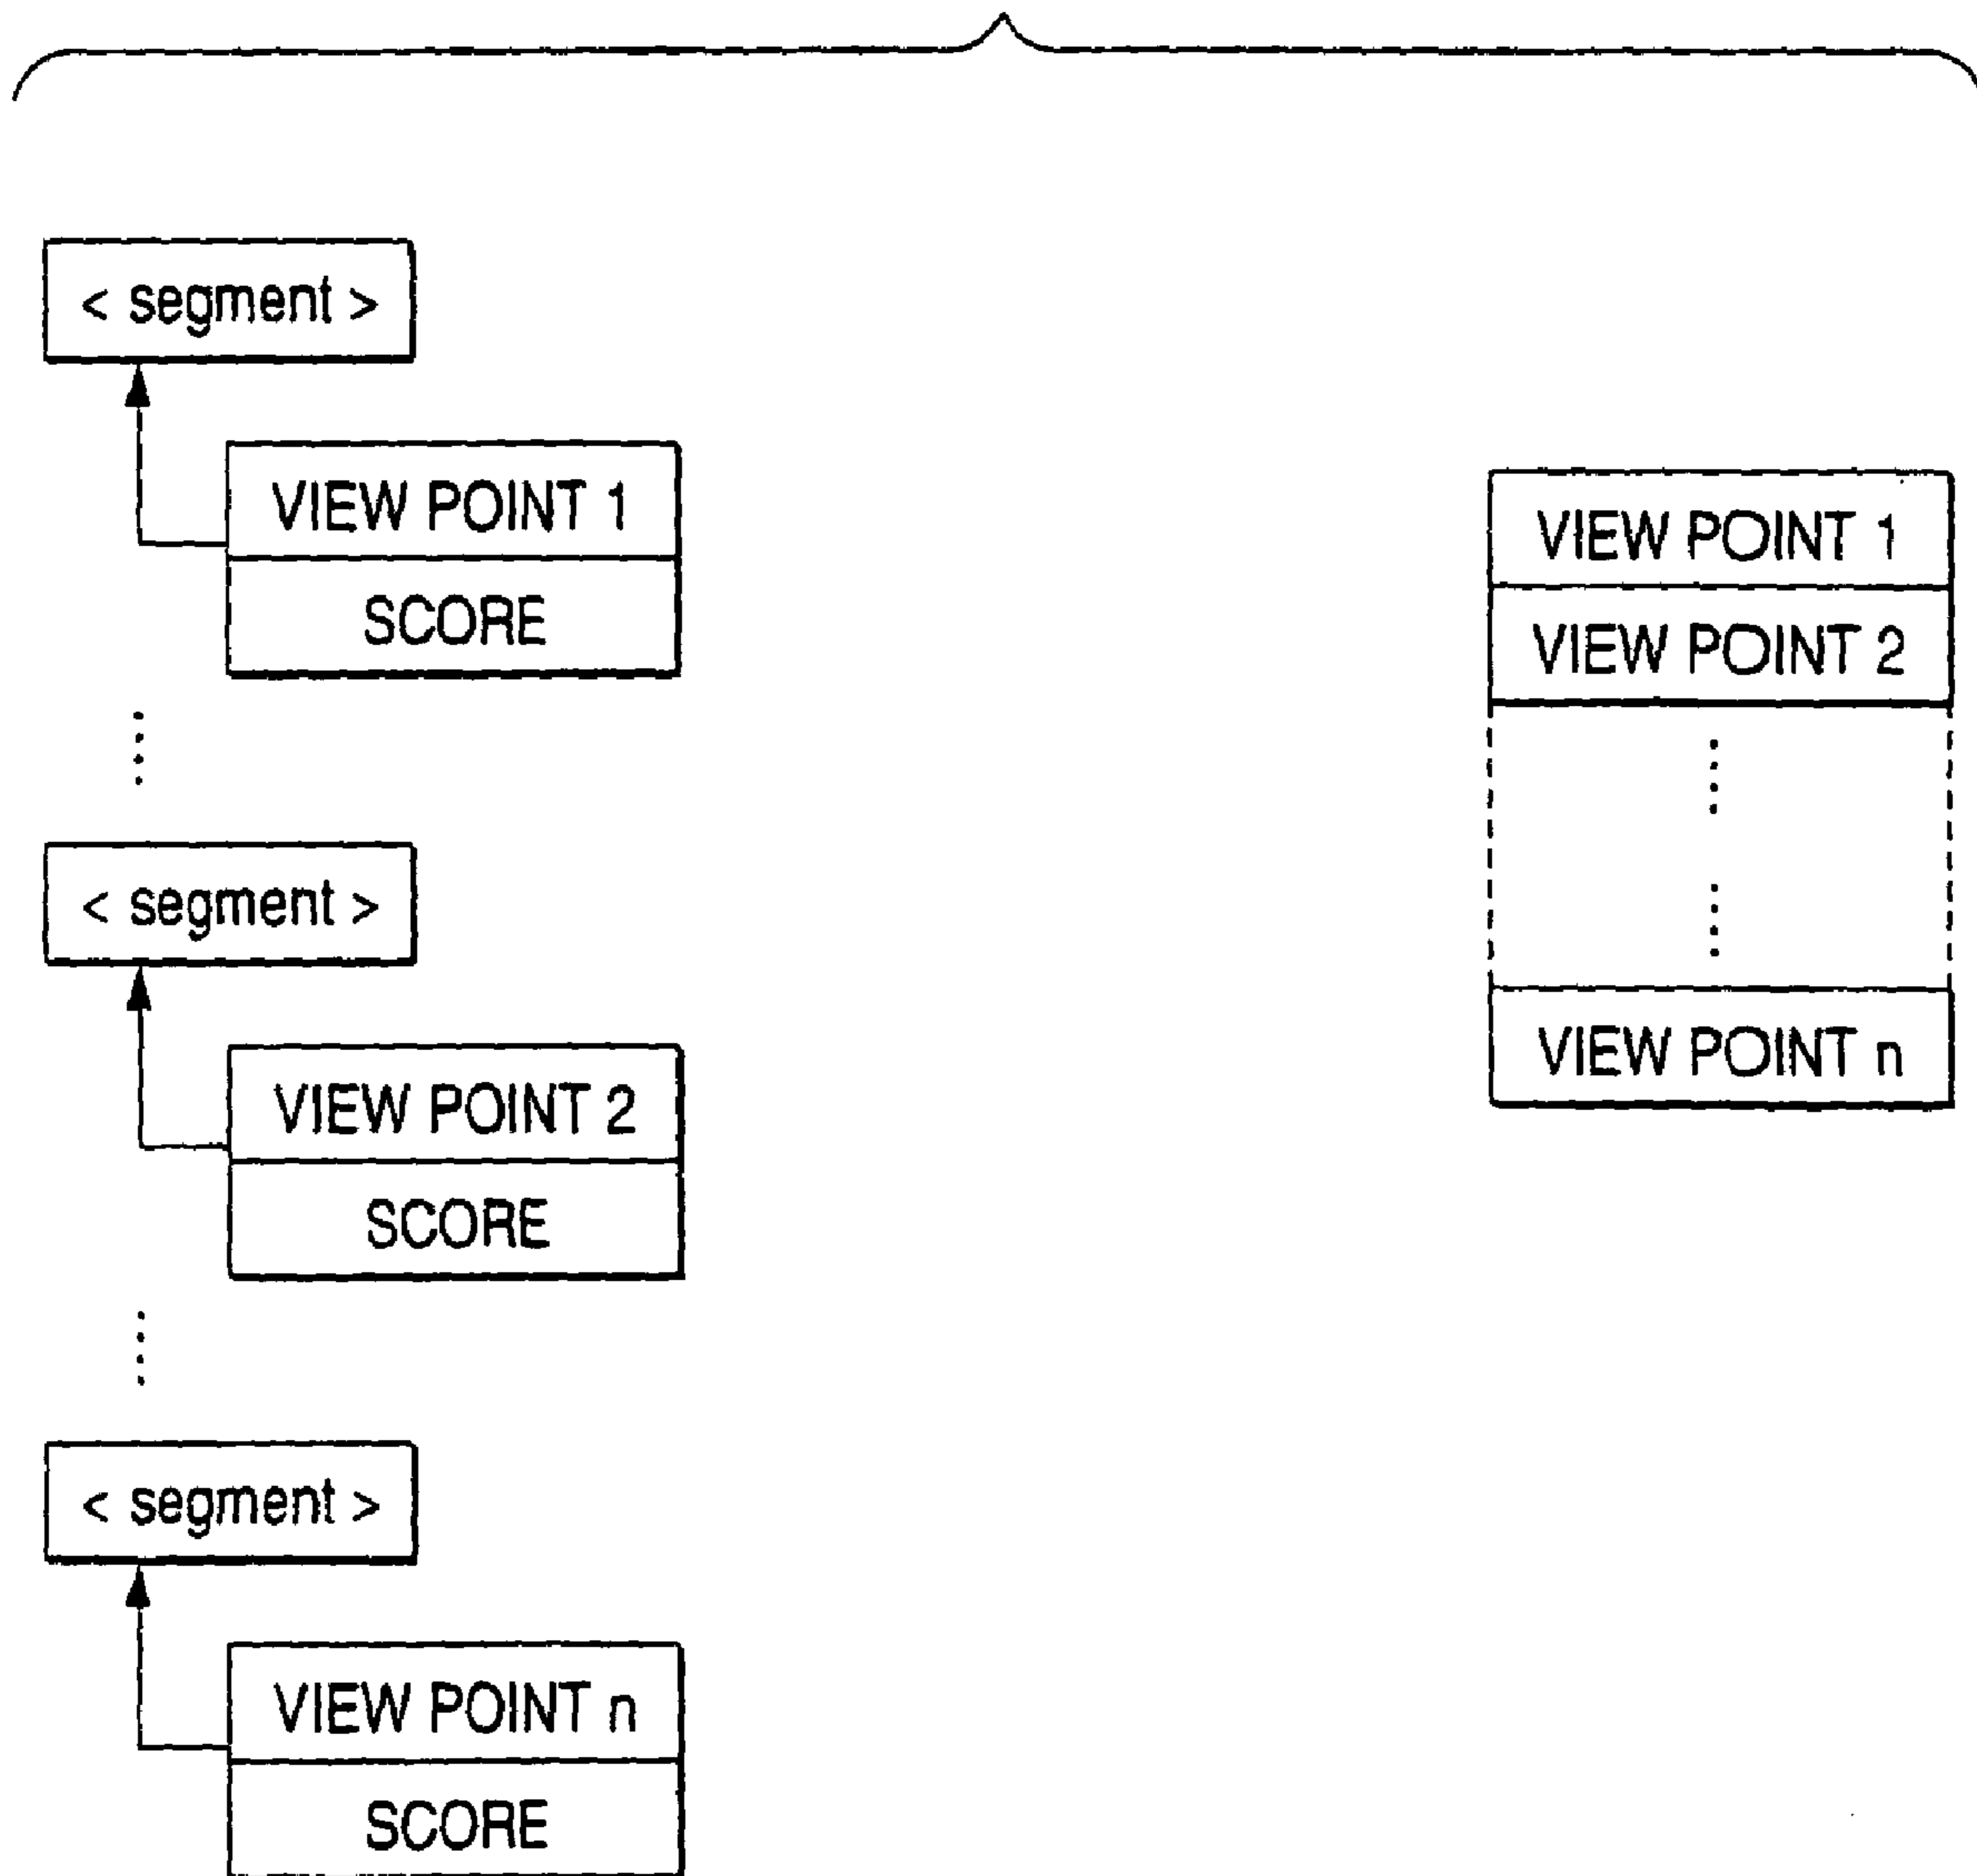 < segment >
VIEW POINT 1
SCORE
< segment >
VIEW POINT 2
SCORE
< segment >
VIEW POINT n
SCORE
VIEW POINT 1
VIEW POINT 2
VIEW POINT n